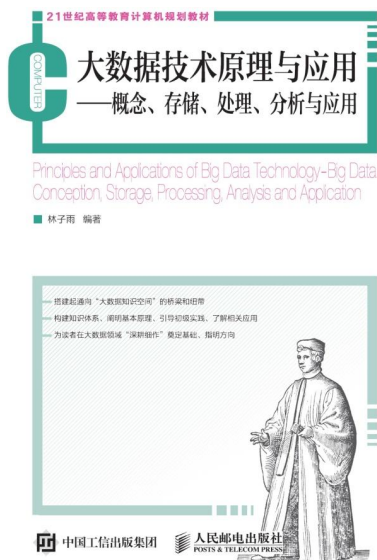 21世纪高等教育计算机规划教材
COMPUTER
大数据技术原理与应用
——概念、存储、处理、分析与应用
Principles and Applications of Big Data Technology-Big Data
Conception, Storage, Processing, Analysis and Application
林子雨 编著
搭建起通向“大数据知识空间”的桥梁和纽带
构建知识体系、阐明基本原理、引导初级实践、了解相关应用
为读者在大数据领域“深耕细作”奠定基础、指明方向
中国工信出版集团
人民邮电出版社
POSTS & TELECOM PRESS